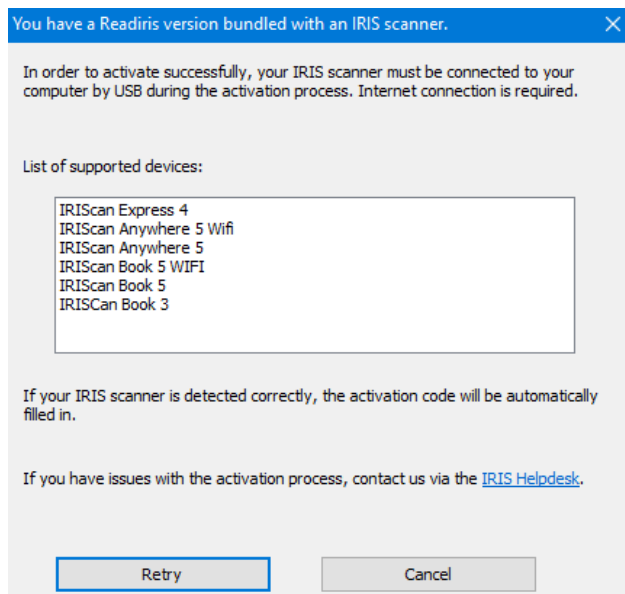 You have a Readiris version bundled with an IRIS scanner.
In order to activate successfully, your IRIS scanner must be connected to your
computer by USB during the activation process. Internet connection is required.
List of supported devices:
IRIScan Express 4
IRIScan Anywhere 5 Wifi
IRIScan Anywhere 5
IRIScan Book 5 WIFI
IRIScan Book 5
IRISCan Book 3
If your IRIS scanner is detected correctly, the activation code will be automatically
filled in.
If you have issues with the activation process, contact us via the IRIS Helpdesk.
Retry
Cancel